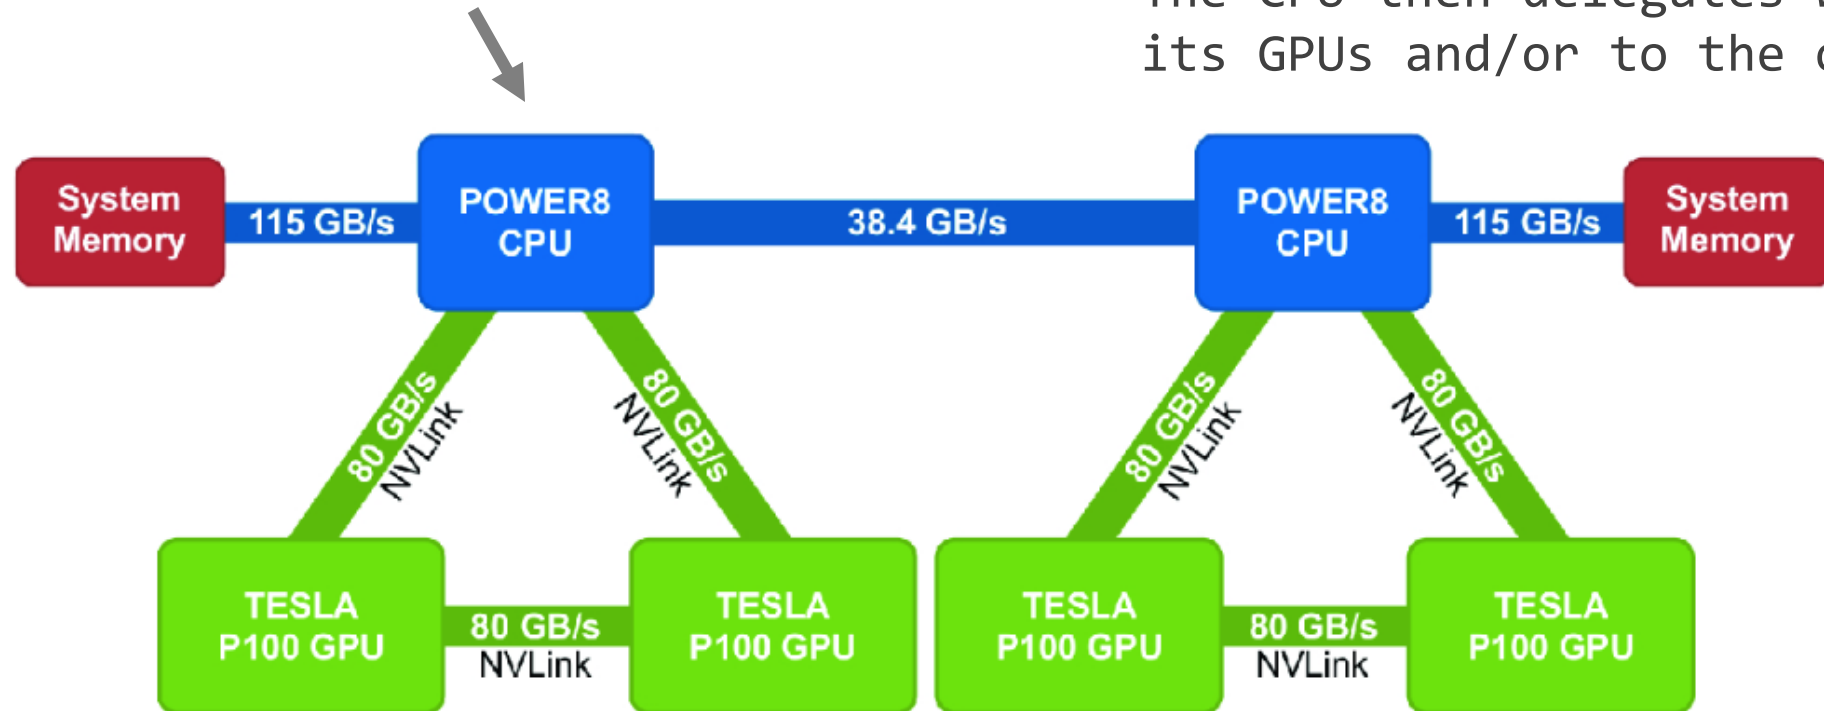 its GPUs and/or to the
System
Memory
115 GB/s
POWER8
CPU
38.4 GB/s
POWER8
CPU
115 GB/s
System
Memory
80 GB/s
NVLink
80 GB/s
NVLink
80 GB/s
NVLink
80 GB/s
NVLink
TESLA
P100 GPU
80 GB/s
NVLink
TESLA
P100 GPU
TESLA
P100 GPU
80 GB/s
NVLink
TESLA
P100 GPU